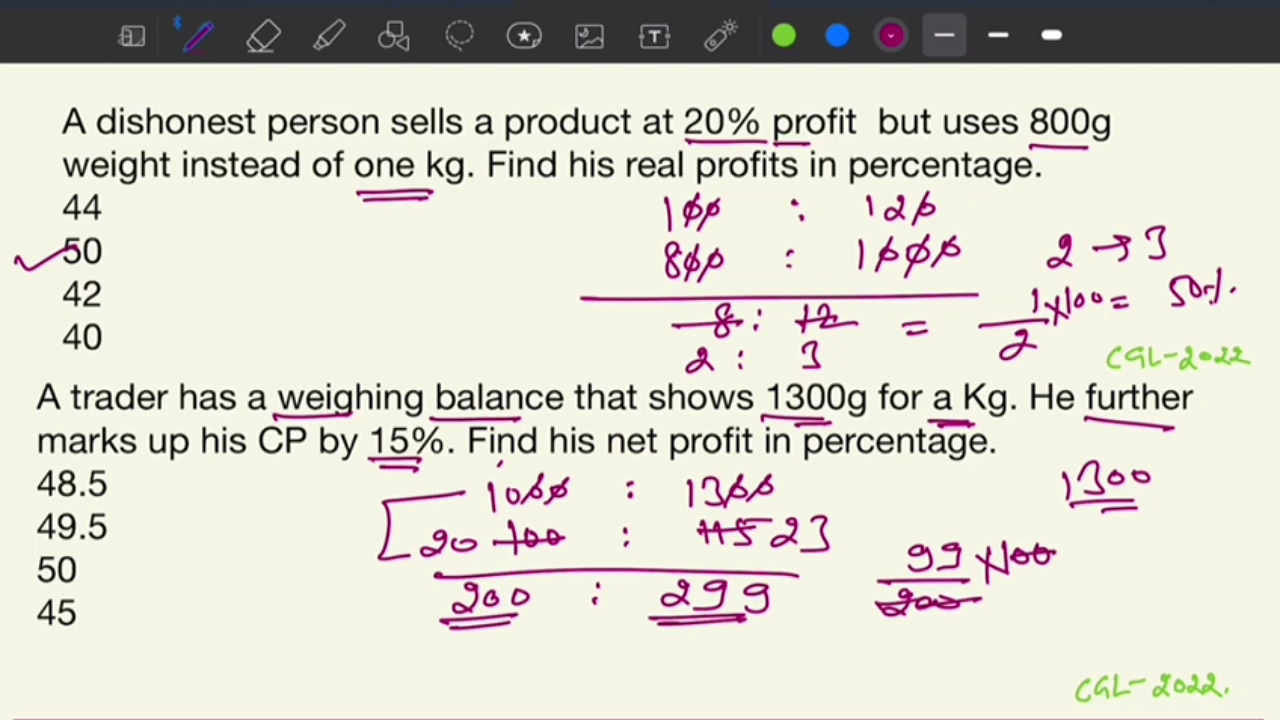 A dishonest person sells a product at 20% profit but uses 800g
weight instead of one kg. Find his real profits in percentage.
44
50
42
40
100 : 120
800 : 1000
8 : 12
2 : 3
= 1/2 x100 = 50%.
2 → 3
CGL-2022
A trader has a weighing balance that shows 1300g for a Kg. He further
marks up his CP by 15%. Find his net profit in percentage.
48.5
49.5
50
45
1000 : 1300
20 100 : 115 23
200 : 299
1300
99/200 x100
CGL-2022.
T